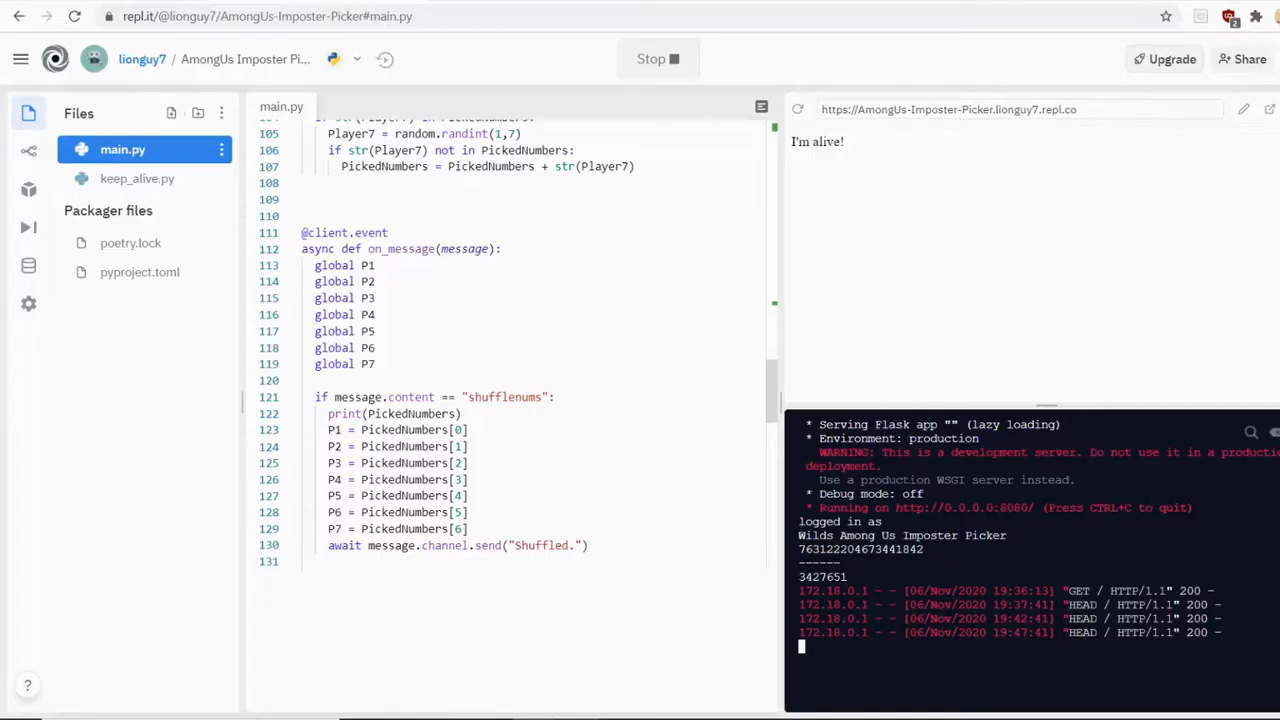 repl.it/@lionguy7/AmongUs-Imposter-Picker#main.py
2
lionguy7 / AmongUs Imposter Pi...
Stop
Upgrade
Share
Files
main.py
keep_alive.py
Packager files
poetry.lock
pyproject.toml
?
main.py
105 Player7 = random.randint(1,7)
106 if str(Player7) not in PickedNumbers:
107 PickedNumbers = PickedNumbers + str(Player7)
108
109
110
111 @client.event
112 async def on_message(message):
113 global P1
114 global P2
115 global P3
116 global P4
117 global P5
118 global P6
119 global P7
120
121 if message.content == "shufflenums":
122 print(PickedNumbers)
123 P1 = PickedNumbers[0]
124 P2 = PickedNumbers[1]
125 P3 = PickedNumbers[2]
126 P4 = PickedNumbers[3]
127 P5 = PickedNumbers[4]
128 P6 = PickedNumbers[5]
129 P7 = PickedNumbers[6]
130 await message.channel.send("Shuffled.")
131
https://AmongUs-Imposter-Picker.lionguy7.repl.co
I'm alive!
* Serving Flask app "" (lazy loading)
* Environment: production
WARNING: This is a development server. Do not use it in a productio
deployment.
Use a production WSGI server instead.
* Debug mode: off
* Running on http://0.0.0.0:8080/ (Press CTRL+C to quit)
logged in as
Wilds Among Us Imposter Picker
763122204673441842
------
3427651
172.18.0.1 - - [06/Nov/2020 19:36:13] "GET / HTTP/1.1" 200 -
172.18.0.1 - - [06/Nov/2020 19:37:41] "HEAD / HTTP/1.1" 200 -
172.18.0.1 - - [06/Nov/2020 19:42:41] "HEAD / HTTP/1.1" 200 -
172.18.0.1 - - [06/Nov/2020 19:47:41] "HEAD / HTTP/1.1" 200 -